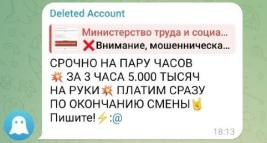 Deleted Account
Министерство труда и социа...
❌Внимание, мошенническа...
СРОЧНО НА ПАРУ ЧАСОВ
💥 ЗА 3 ЧАСА 5.000 ТЫСЯЧ
НА РУКИ💥 ПЛАТИМ СРАЗУ
ПО ОКОНЧАНИЮ СМЕНЫ🤘
Пишите!⚡:@
18:13